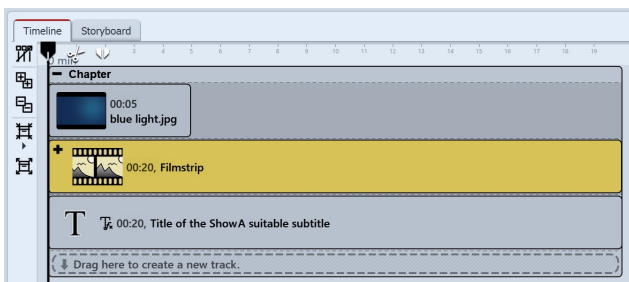 Timeline Storyboard
0 min 3 4 5 6 7 8 9 10 11 12 13 14 15 16 17 18 19
Chapter
00:05
blue light.jpg
00:20, Filmstrip
T 00:20, Title of the ShowA suitable subtitle
Drag here to create a new track.